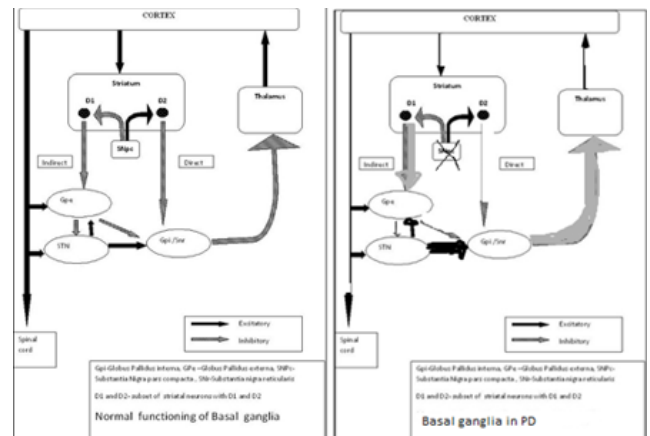 CORTEX
Striatum
D1
D2
SNpc
Thalamus
Indirect
Direct
Gpe
STN
Gpi /Snr
Spinal
cord
Excitatory
Inhibitory
Gpi-Globus Pallidus interna, GPe –Globus Pallidus externa, SNPc-
Substantia Nigra pars compacta , SNr-Substantia nigra reticularis
D1 and D2– subset of striatal neurons with D1 and D2
Normal functioning of Basal ganglia
CORTEX
Striatum
D1
D2
SNpc
Thalamus
Indirect
Direct
Gpe
STN
Gpi /Snr
Spinal
cord
Excitatory
Inhibitory
Gpi-Globus Pallidus interna, GPe –Globus Pallidus externa, SNPc-
Substantia Nigra pars compacta , SNr-Substantia nigra reticularis
D1 and D2– subset of striatal neurons with D1 and D2
Basal ganglia in PD